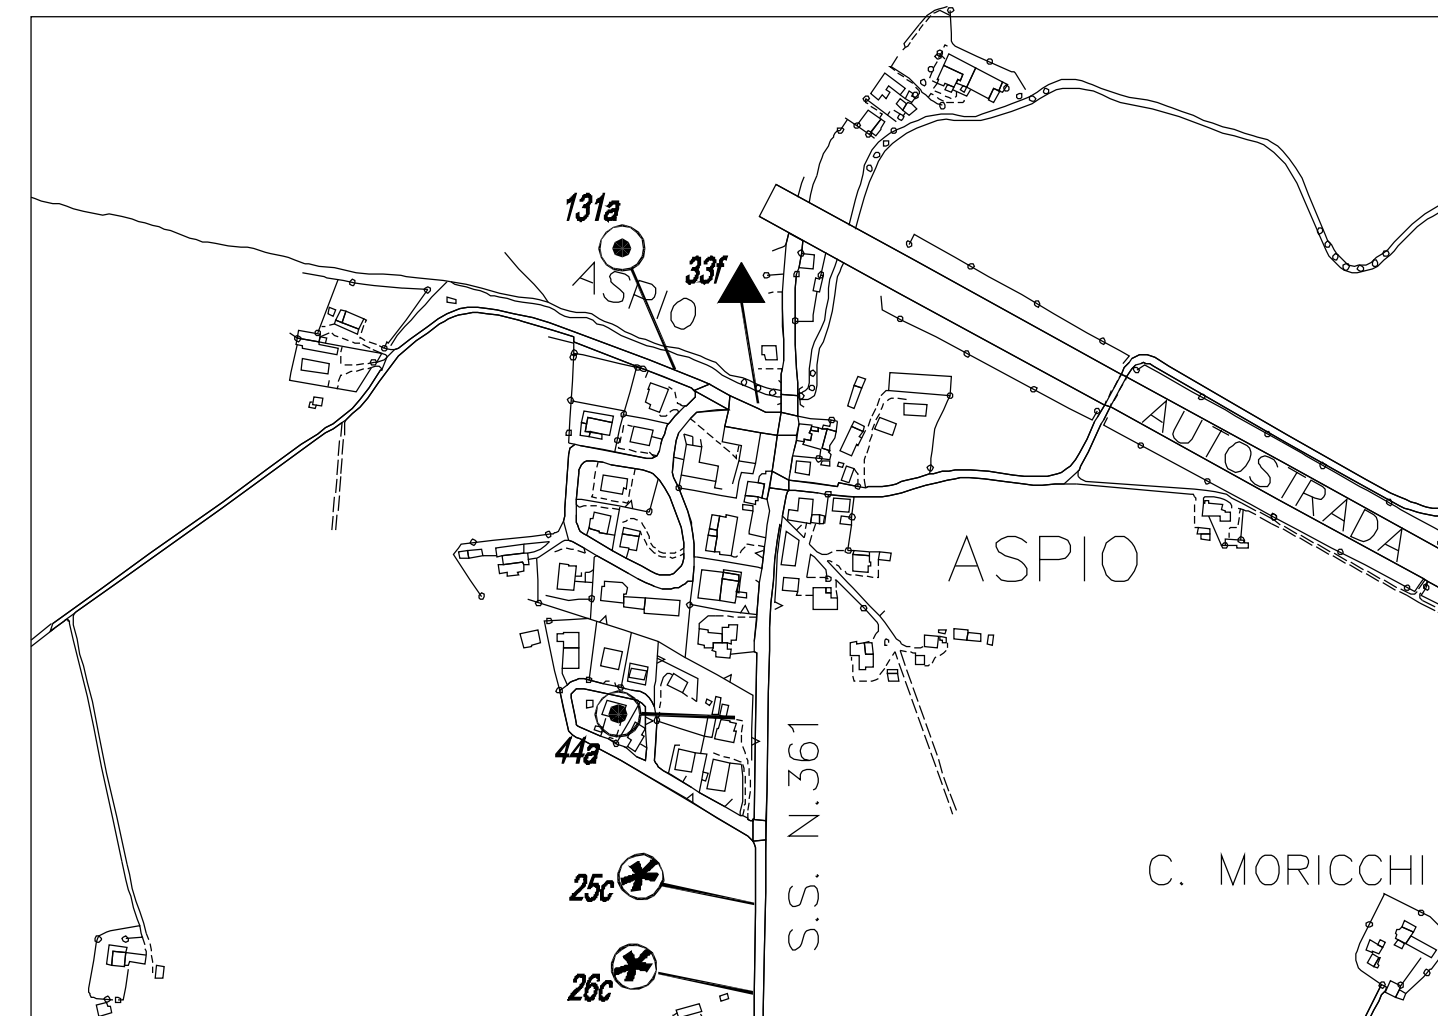 131a
33f
ASPIO
AUTOSTRADA
ASPIO
44a
S.S. N.361
25c
C. MORICCHI
26c